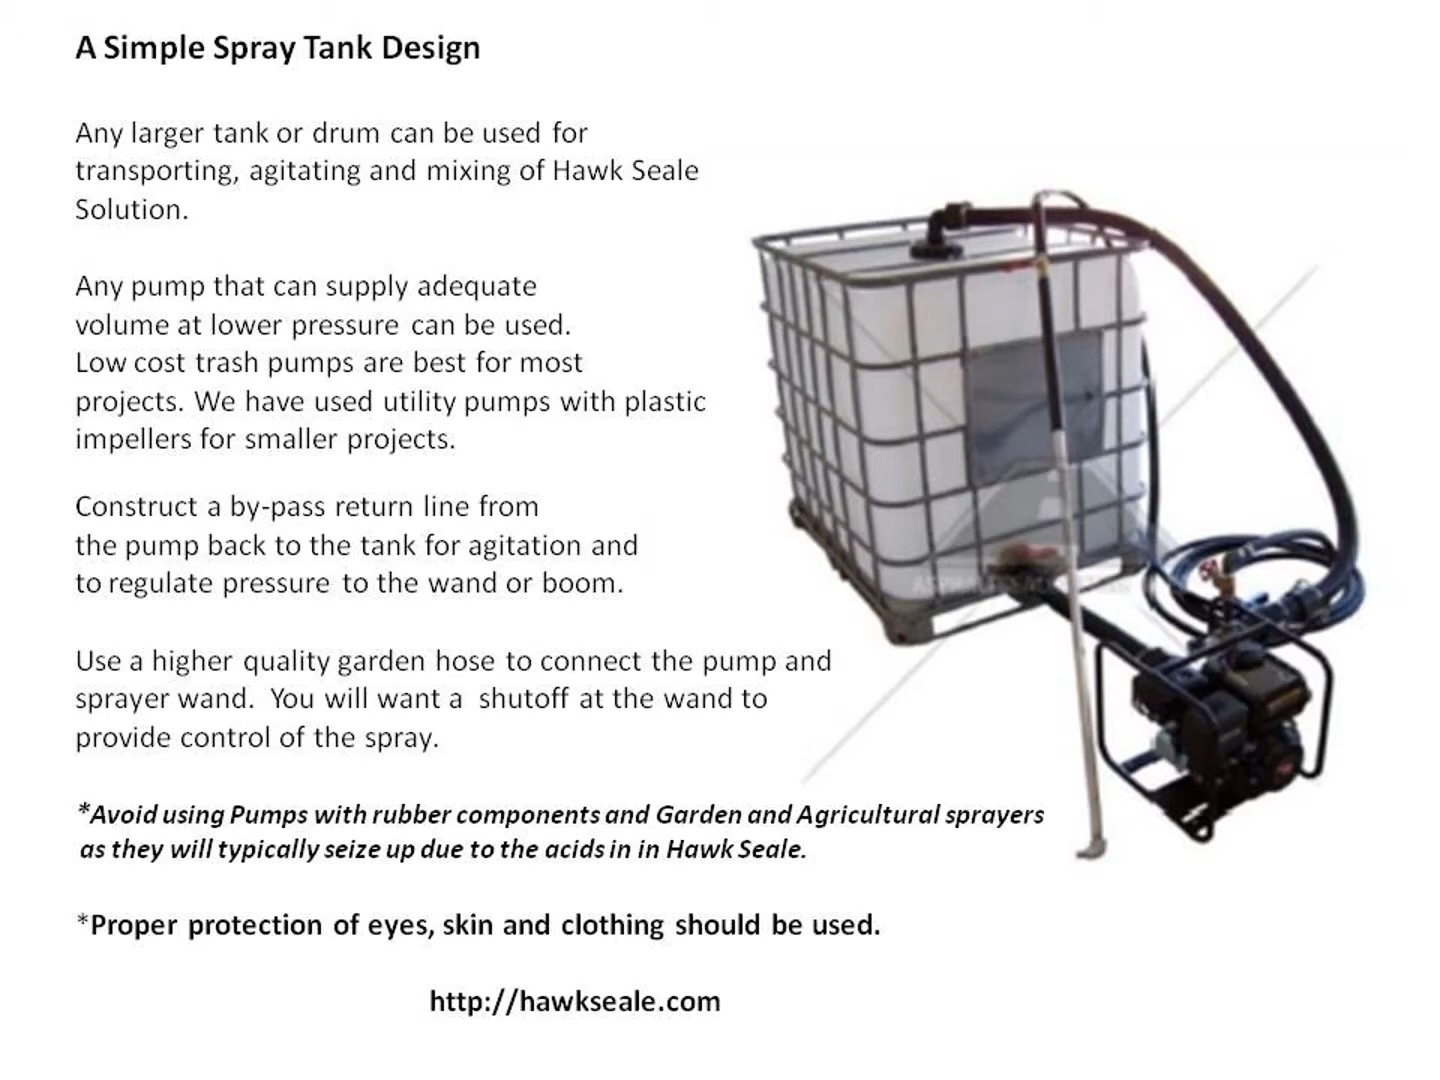 A Simple Spray Tank Design
Any larger tank or drum can be used for
transporting, agitating and mixing of Hawk Seale
Solution.
Any pump that can supply adequate
volume at lower pressure can be used.
Low cost trash pumps are best for most
projects. We have used utility pumps with plastic
impellers for smaller projects.
Construct a by-pass return line from
the pump back to the tank for agitation and
to regulate pressure to the wand or boom.
Use a higher quality garden hose to connect the pump and
sprayer wand. You will want a shutoff at the wand to
provide control of the spray.
*Avoid using Pumps with rubber components and Garden and Agricultural sprayers
as they will typically seize up due to the acids in in Hawk Seale.
*Proper protection of eyes, skin and clothing should be used.
http://hawkseale.com